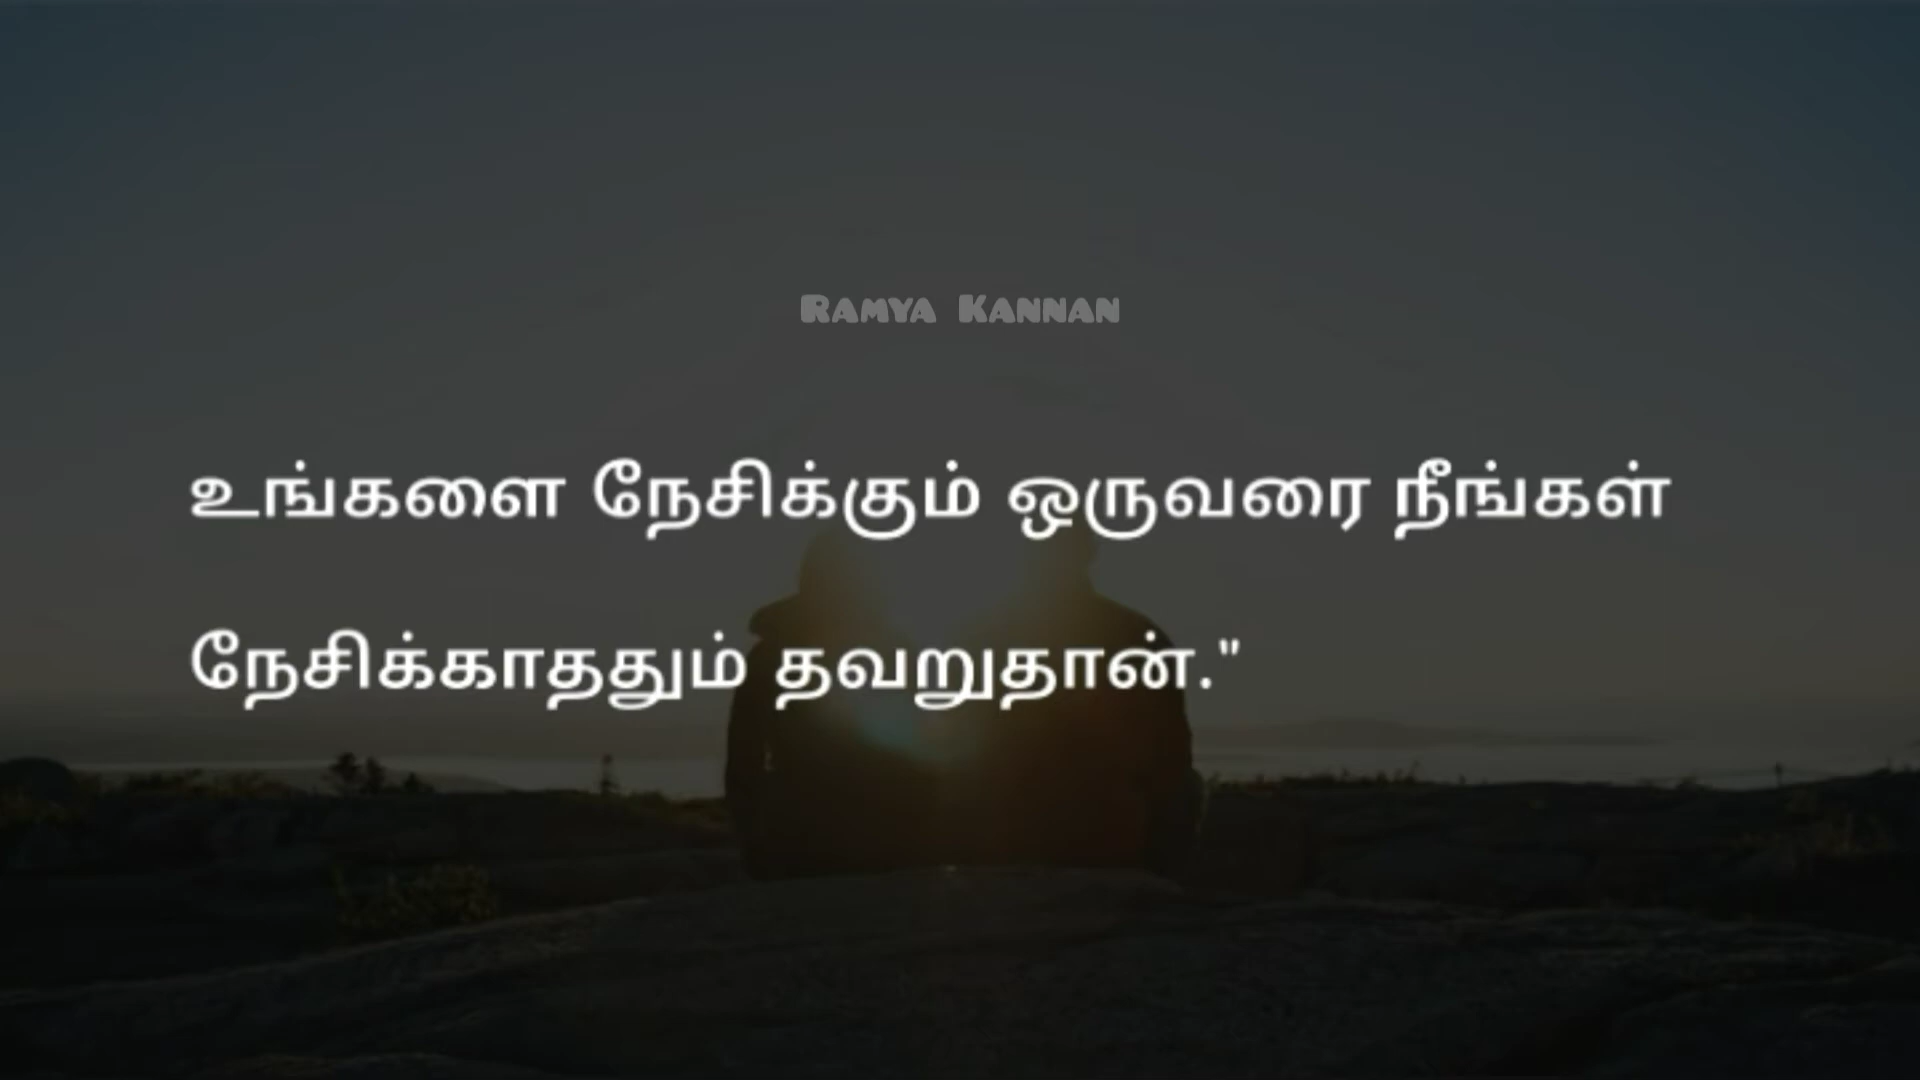 Ramya Kannan
உங்களை நேசிக்கும் ஒருவரை நீங்கள்
நேசிக்காததும் தவறுதான்."